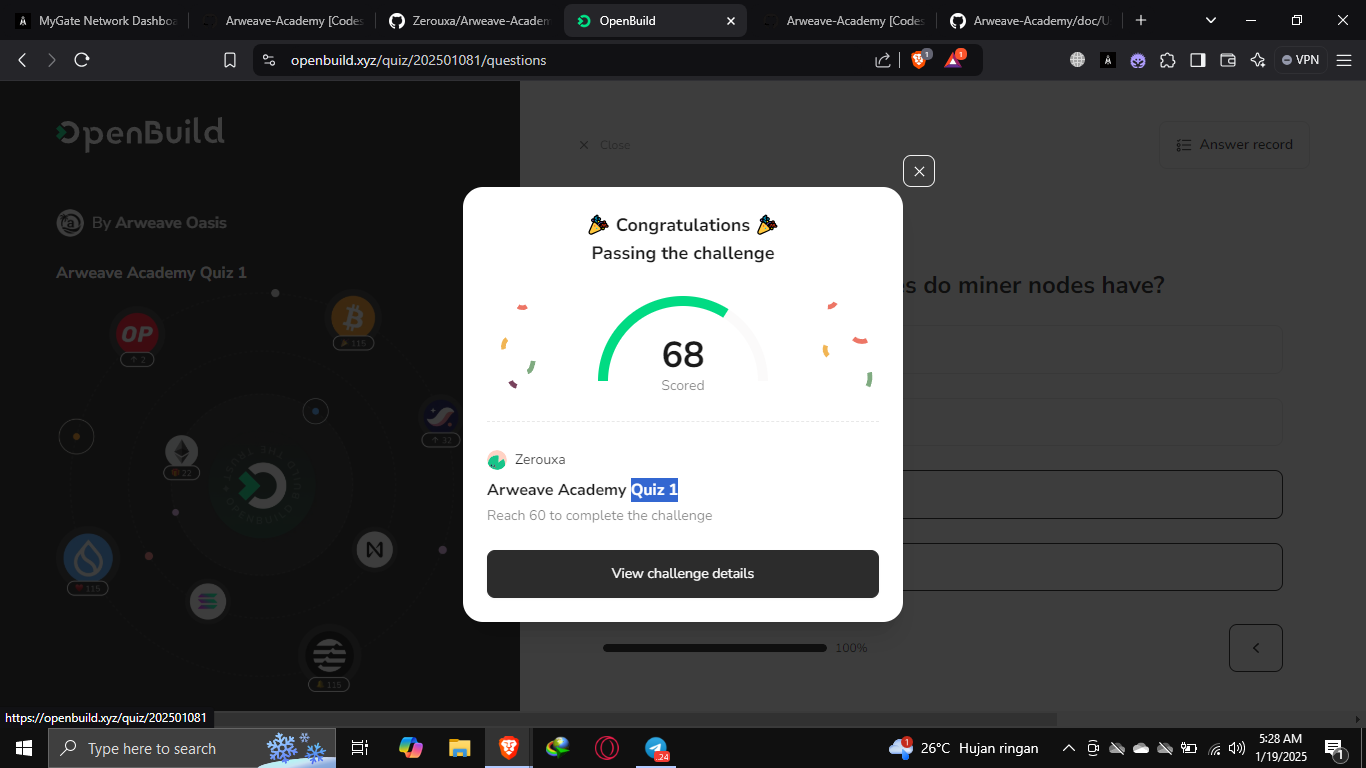 MyGate Network Dashboa
Arweave-Academy [Codes
Zerouxa/Arweave-Academ
OpenBuild
Arweave-Academy [Codes
Arweave-Academy/doc/U
openbuild.xyz/quiz/202501081/questions
1
1
VPN
OpenBuild
Close
Answer record
By Arweave Oasis
Arweave Academy Quiz 1
🎉 Congratulations 🎉
Passing the challenge
s do miner nodes have?
OP
2
115
68
Scored
32
22
Zerouxa
Arweave Academy Quiz 1
Reach 60 to complete the challenge
115
View challenge details
100%
115
https://openbuild.xyz/quiz/202501081
Type here to search
24
1
26°C Hujan ringan
5:28 AM
1/19/2025
1